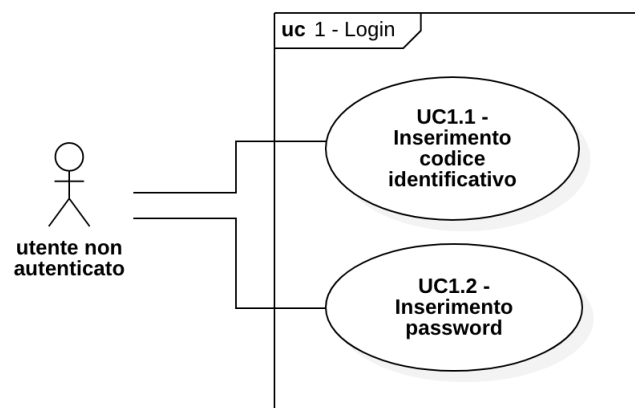 uc 1 - Login
UC1.1 -
Inserimento
codice
identificativo
utente non
autenticato
UC1.2 -
Inserimento
password